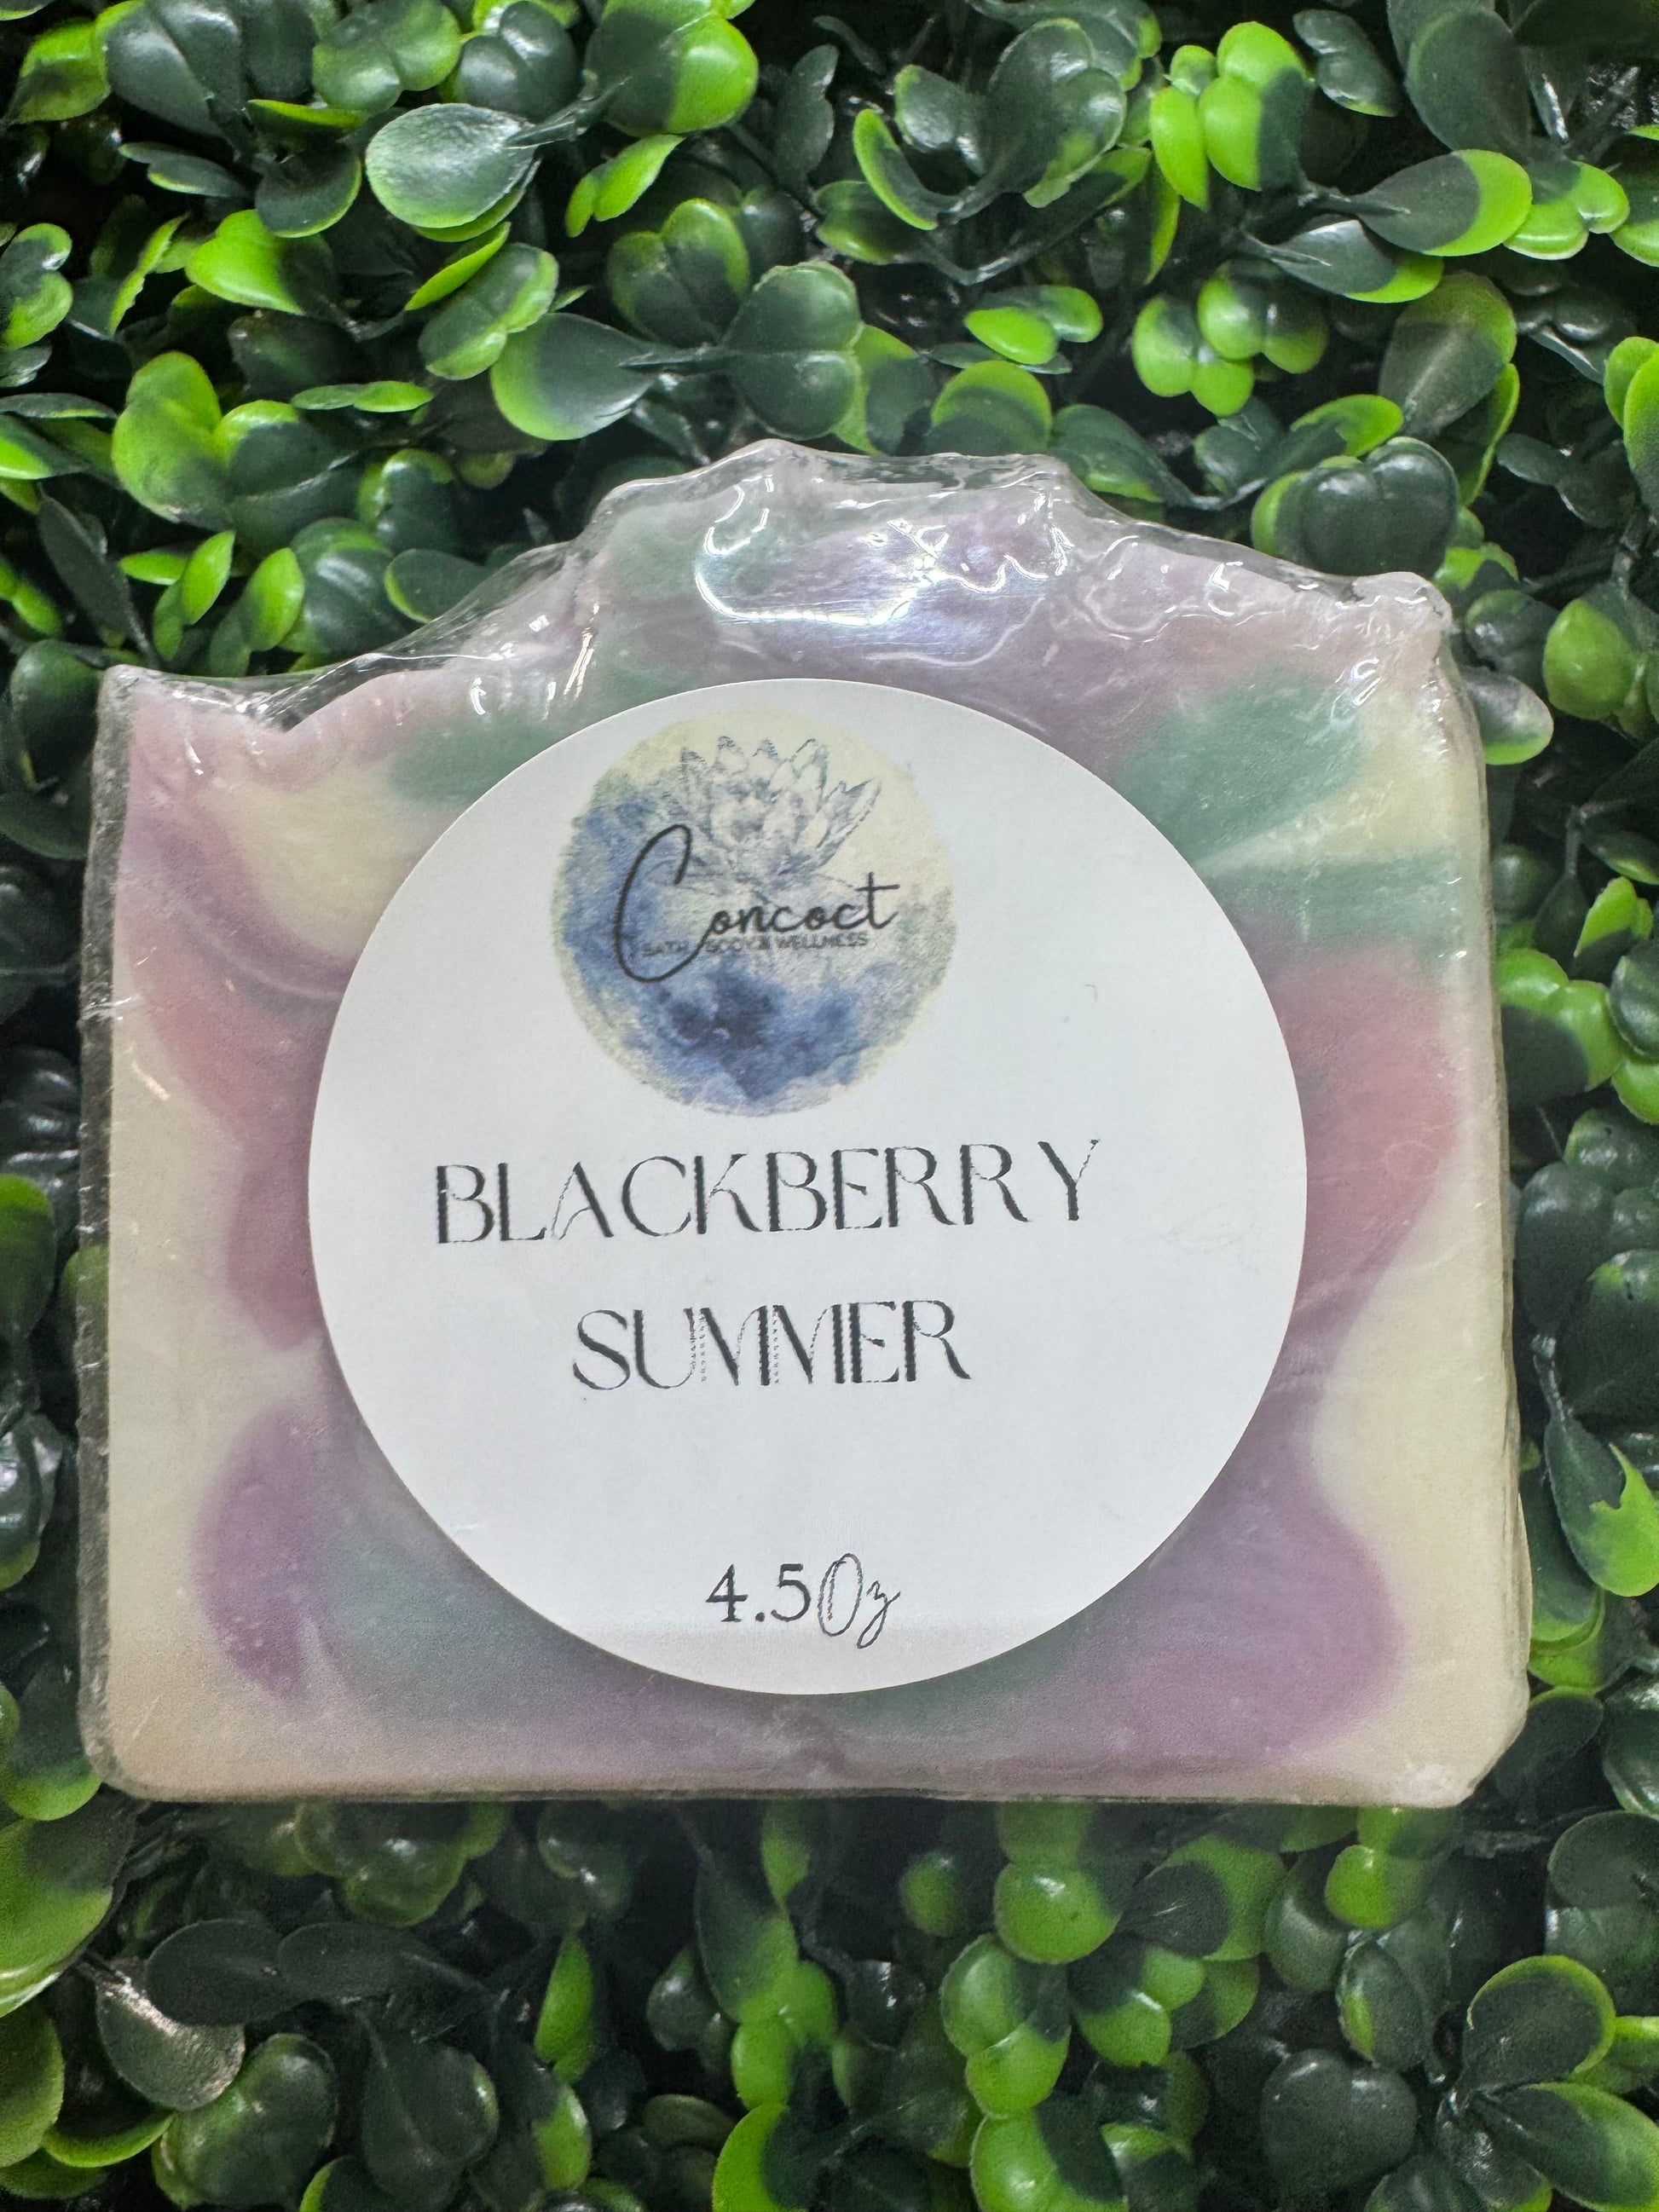 Concoct
BATH BODY & WELLNESS
BLACKBERRY
SUMMER
4.5Oz